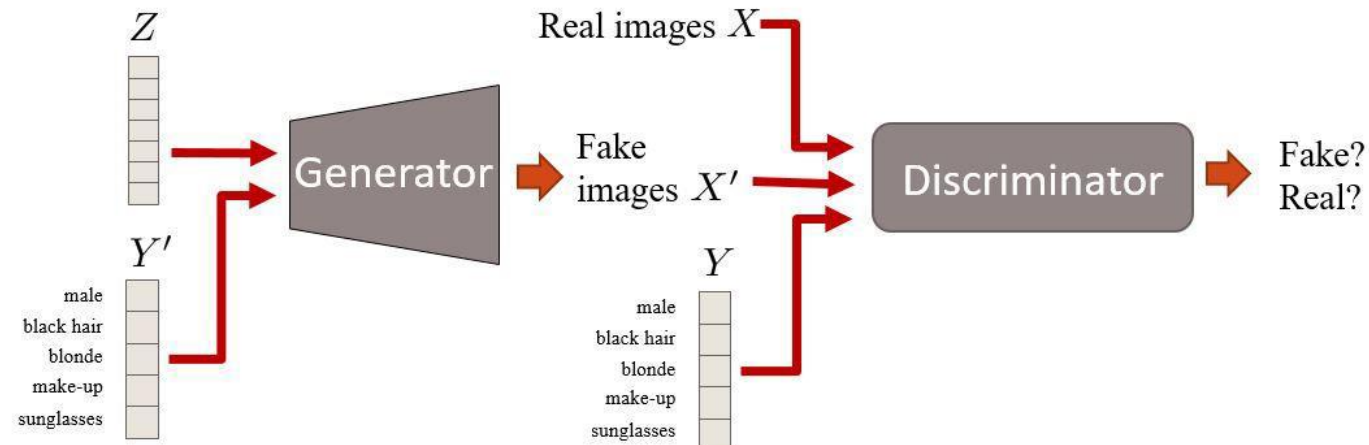 Z
Generator
Y'
male
black hair
blonde
make-up
sunglasses
Fake
images X'
Real images X
Y
male
black hair
blonde
make-up
sunglasses
Discriminator
Fake?
Real?